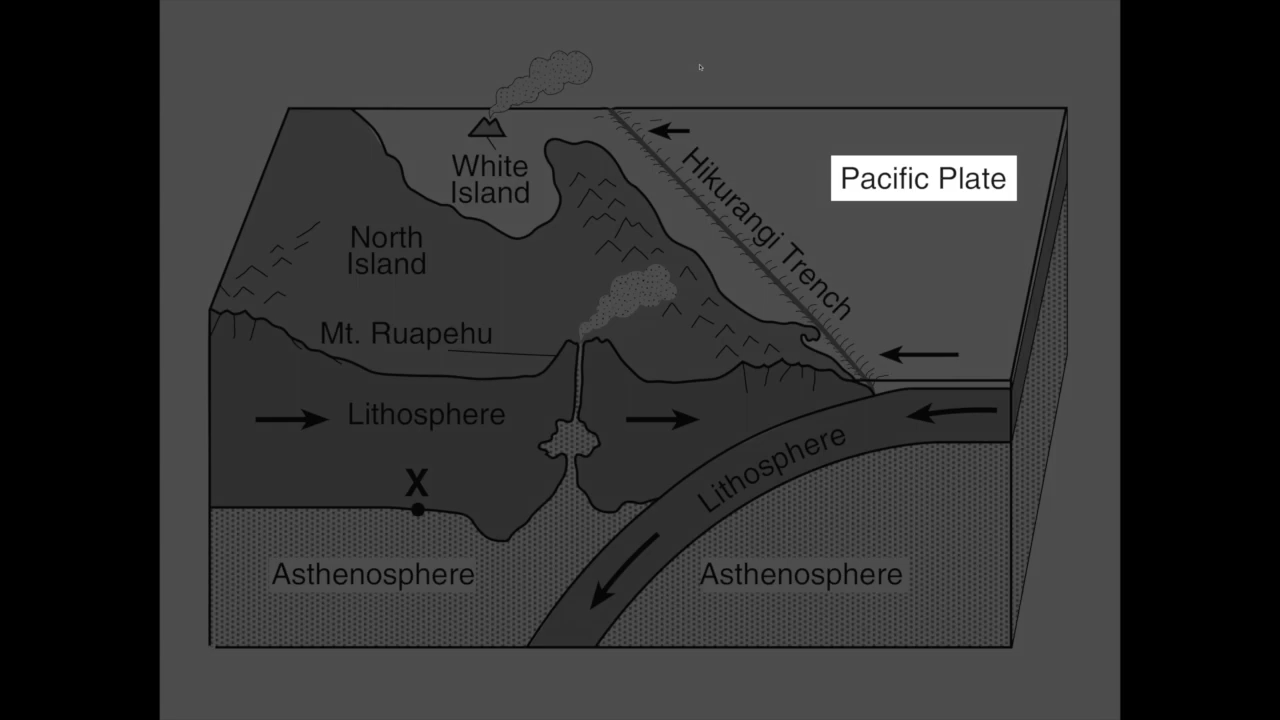 White
Island
Hikurangi Trench
Pacific Plate
North
Island
Mt. Ruapehu
Lithosphere
Lithosphere
X
Asthenosphere
Asthenosphere